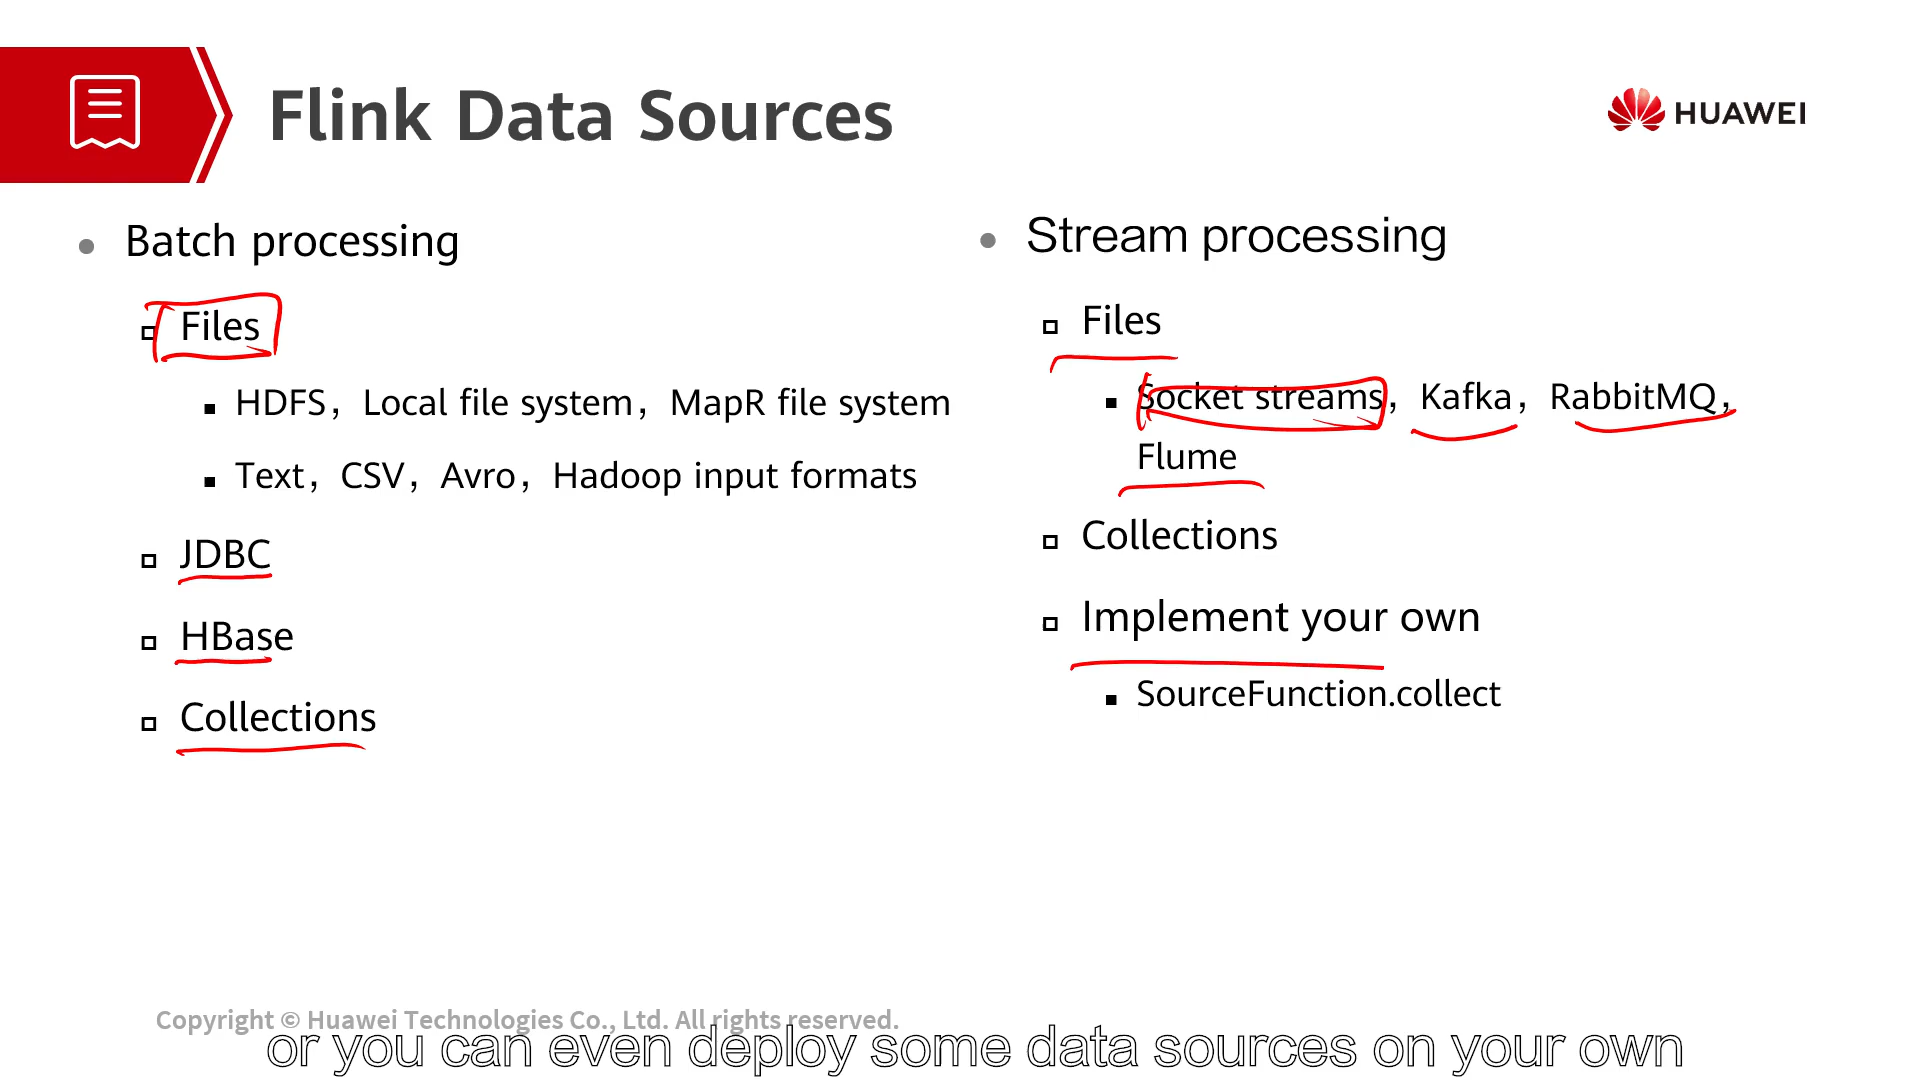 Flink Data Sources
HUAWEI
Batch processing
Files
HDFS，Local file system，MapR file system
Text，CSV，Avro，Hadoop input formats
JDBC
HBase
Collections
Stream processing
Files
Socket streams，Kafka，RabbitMQ，
Flume
Collections
Implement your own
SourceFunction.collect
Copyright © Huawei Technologies Co., Ltd. All rights reserved.
or you can even deploy some data sources on your own